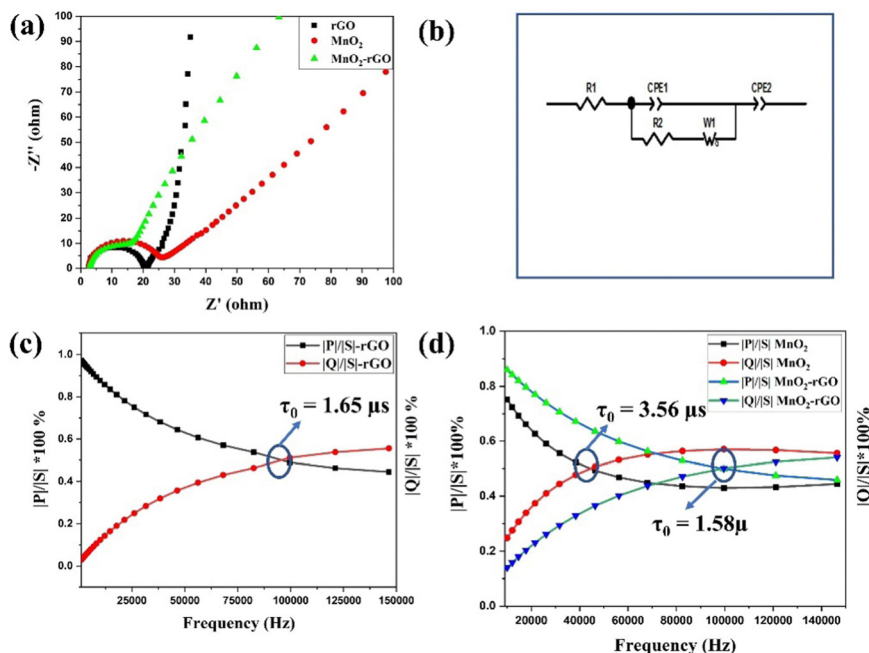 (a)
rGO
MnO₂
MnO₂-rGO
100
90
80
70
60
50
40
30
20
10
0
-Z'' (ohm)
0 10 20 30 40 50 60 70 80 90 100
Z' (ohm)
(b)
R1
CPE1
CPE2
R2
W1
(c)
|P|/|S|-rGO
|Q|/|S|-rGO
1.0
0.8
0.6
0.4
0.2
0.0
τ₀ = 1.65 µs
|P|/|S| *100 %
|Q|/|S| *100 %
25000 50000 75000 100000 125000 150000
Frequency (Hz)
(d)
|P|/|S| MnO₂
|Q|/|S| MnO₂
|P|/|S| MnO₂-rGO
|Q|/|S| MnO₂-rGO
1.0
0.8
0.6
0.4
0.2
0.0
τ₀ = 3.56 µs
τ₀ = 1.58µ
|P|/|S|*100%
|Q|/|S| *100%
20000 40000 60000 80000 100000 120000 140000
Frequency (Hz)